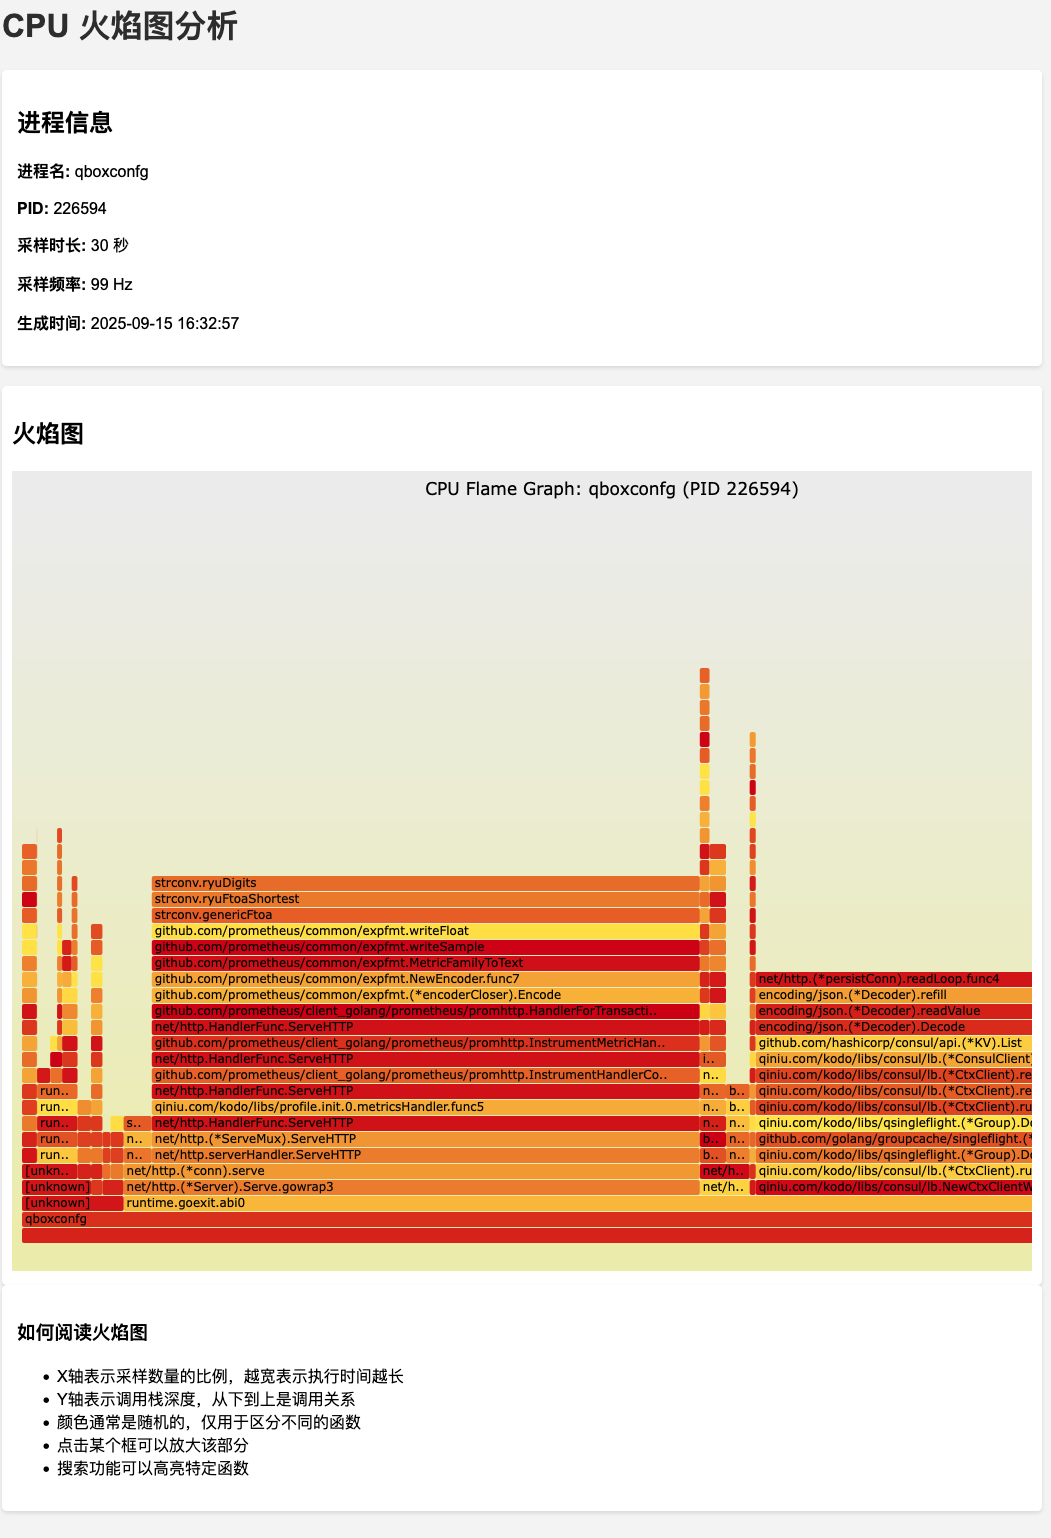 CPU 火焰图分析
进程信息
进程名: qboxconfg
PID: 226594
采样时长: 30 秒
采样频率: 99 Hz
生成时间: 2025-09-15 16:32:57
火焰图
CPU Flame Graph: qboxconfg (PID 226594)
strconv.ryuDigits
strconv.ryuFtoaShortest
strconv.genericFtoa
github.com/prometheus/common/expfmt.writeFloat
github.com/prometheus/common/expfmt.writeSample
github.com/prometheus/common/expfmt.MetricFamilyToText
github.com/prometheus/common/expfmt.NewEncoder.func7 net/http.(*persistConn).readLoop.func4
github.com/prometheus/common/expfmt.(*encoderCloser).Encode encoding/json.(*Decoder).refill
github.com/prometheus/client_golang/prometheus/promhttp.HandlerForTransacti.. encoding/json.(*Decoder).readValue
net/http.HandlerFunc.ServeHTTP encoding/json.(*Decoder).Decode
github.com/prometheus/client_golang/prometheus/promhttp.InstrumentMetricHan.. github.com/hashicorp/consul/api.(*KV).List
net/http.HandlerFunc.ServeHTTP i.. qiniu.com/kodo/libs/consul/lb.(*ConsulClient)
github.com/prometheus/client_golang/prometheus/promhttp.InstrumentHandlerCo.. n.. qiniu.com/kodo/libs/consul/lb.(*CtxClient).re
run.. net/http.HandlerFunc.ServeHTTP n.. b.. qiniu.com/kodo/libs/consul/lb.(*CtxClient).re
run.. qiniu.com/kodo/libs/profile.init.0.metricsHandler.func5 n.. b.. qiniu.com/kodo/libs/consul/lb.(*CtxClient).ru
run.. s.. net/http.HandlerFunc.ServeHTTP n.. n.. qiniu.com/kodo/libs/qsingleflight.(*Group).Do
run.. n.. net/http.(*ServeMux).ServeHTTP b.. n.. github.com/golang/groupcache/singleflight.(*
run.. n.. net/http.serverHandler.ServeHTTP b.. n.. qiniu.com/kodo/libs/qsingleflight.(*Group).Do
[unkn.. net/http.(*conn).serve net/h.. qiniu.com/kodo/libs/consul/lb.(*CtxClient).ru
[unknown] net/http.(*Server).Serve.gowrap3 net/h.. qiniu.com/kodo/libs/consul/lb.NewCtxClientW
[unknown] runtime.goexit.abi0
qboxconfg
如何阅读火焰图
• X轴表示采样数量的比例，越宽表示执行时间越长
• Y轴表示调用栈深度，从下到上是调用关系
• 颜色通常是随机的，仅用于区分不同的函数
• 点击某个框可以放大该部分
• 搜索功能可以高亮特定函数